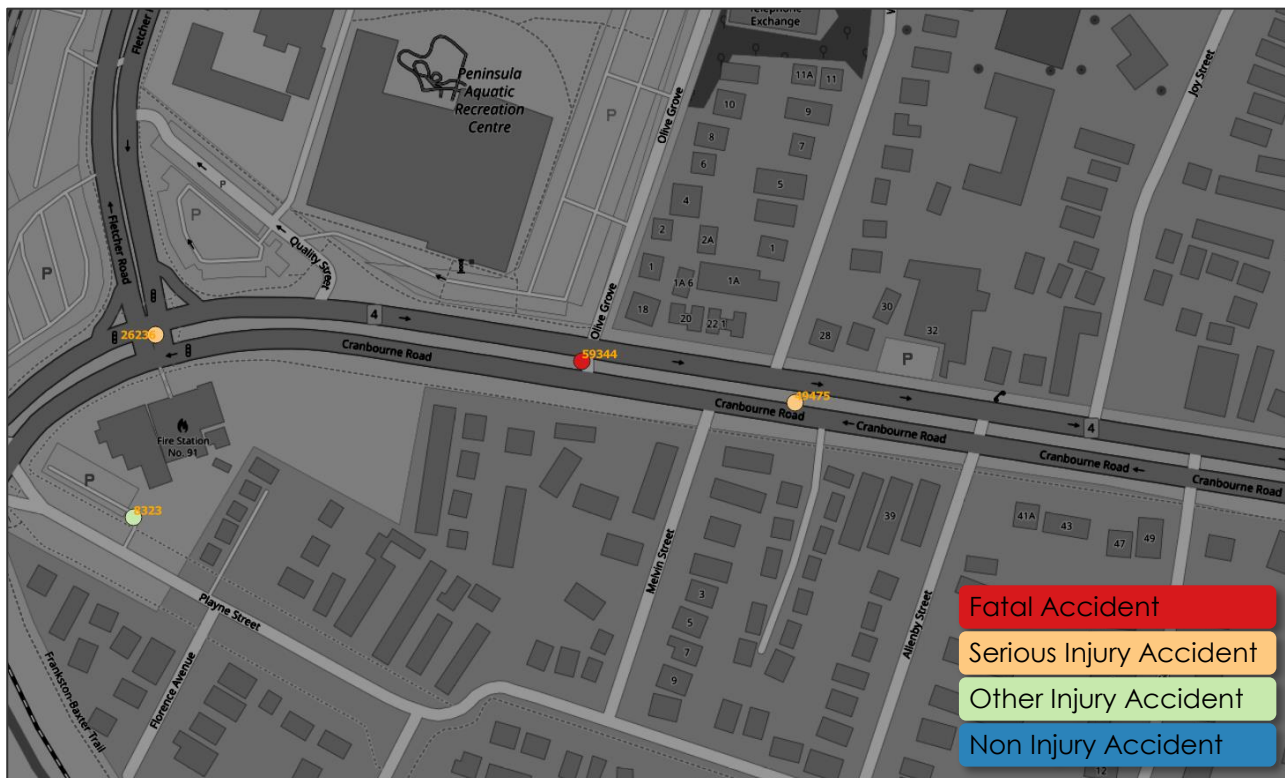 Telephone
Exchange
Fletcher
Joy Street
Peninsula
Aquatic
Recreation
Centre
P
Olive Grove
11A
11
10
9
8
7
6
5
4
2
2A
1
1
1A 6
1A
18
20
22 1
28
30
32
P
P
P
P
Quality Street
Fletcher Road
4
Olive Grove
59344
Cranbourne Road
Cranbourne Road
Cranbourne Road
Cranbourne Road
Cranbourne Road
4
Fire Station
No. 91
P
Melvin Street
39
41A
43
47
49
3
5
7
9
Allenby Street
Playne Street
Florence Avenue
Frankston-Baxter Trail
12
Fatal Accident
Serious Injury Accident
Other Injury Accident
Non Injury Accident